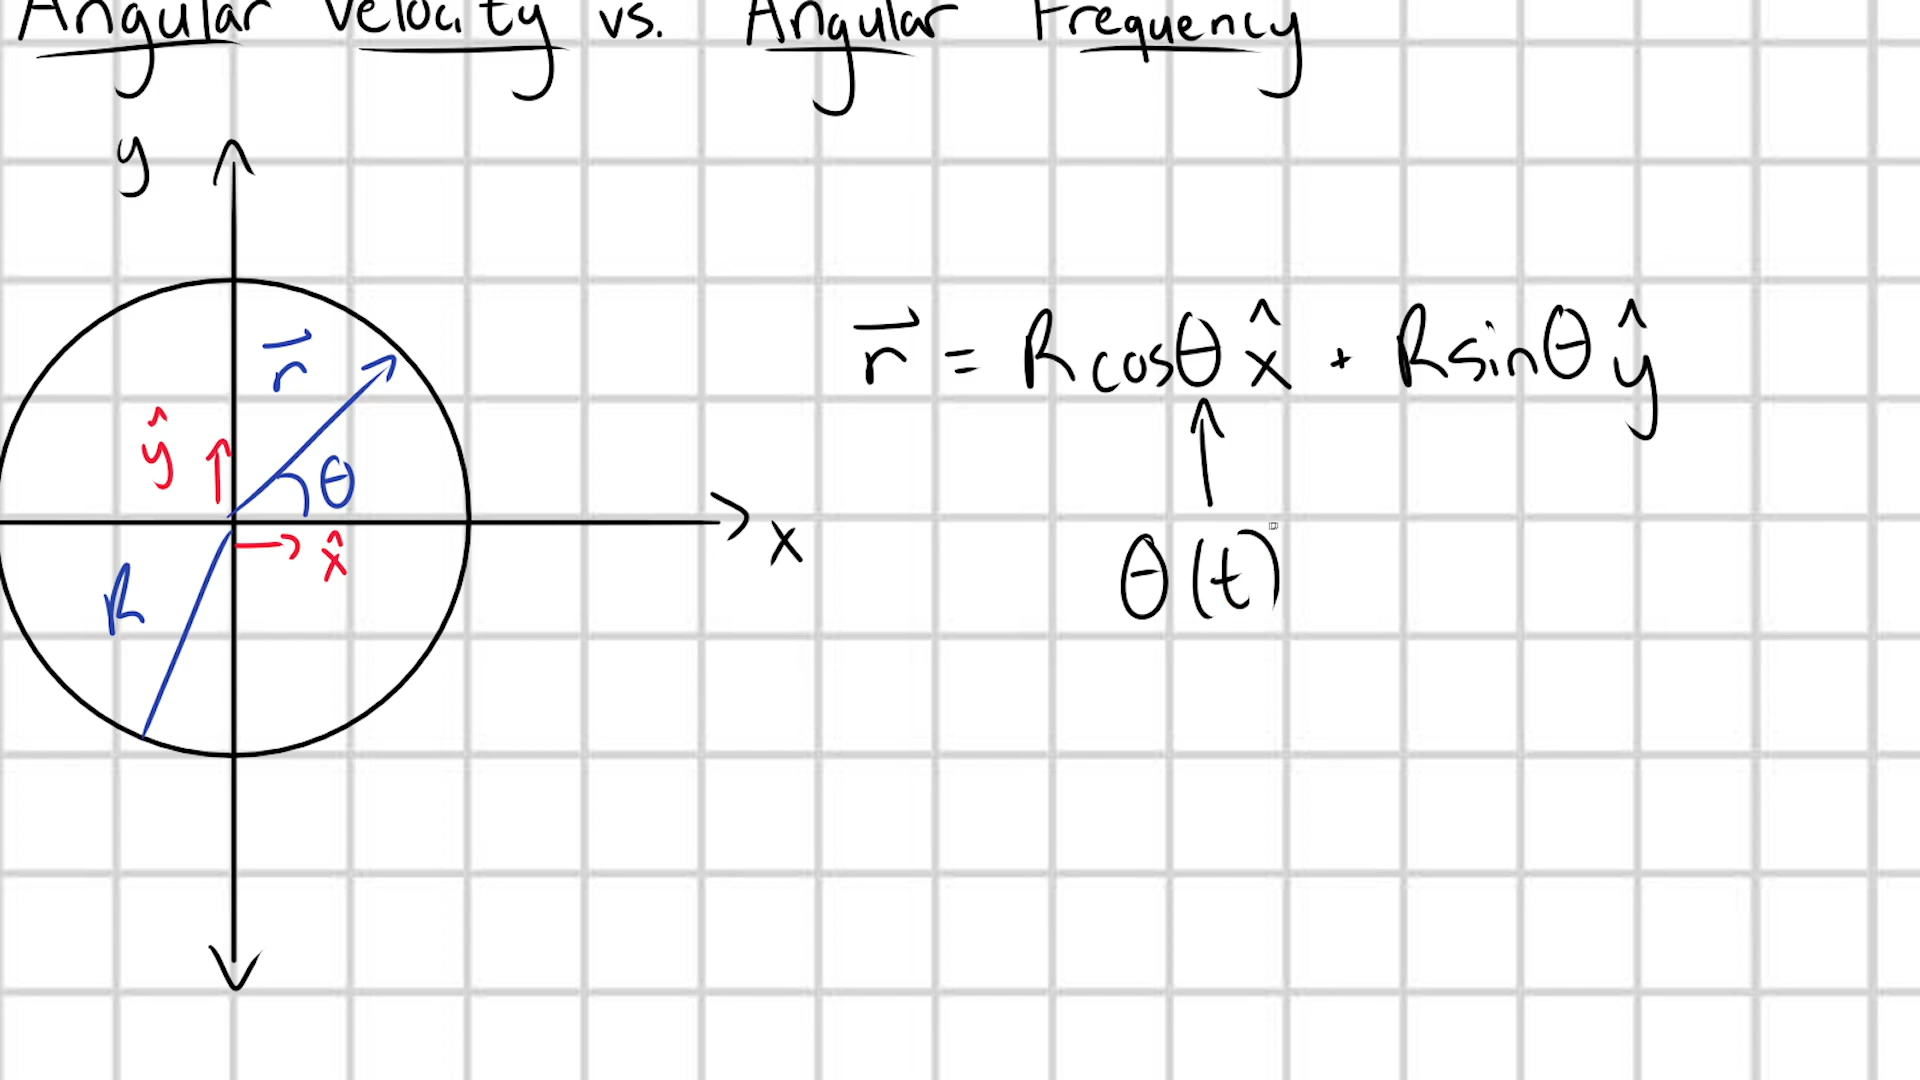 Angular Velocity vs. Angular Frequency
y
r⃗
r⃗ = Rcosθ x̂ + Rsinθ ŷ
ŷ
θ
x
x̂
θ(t)
R